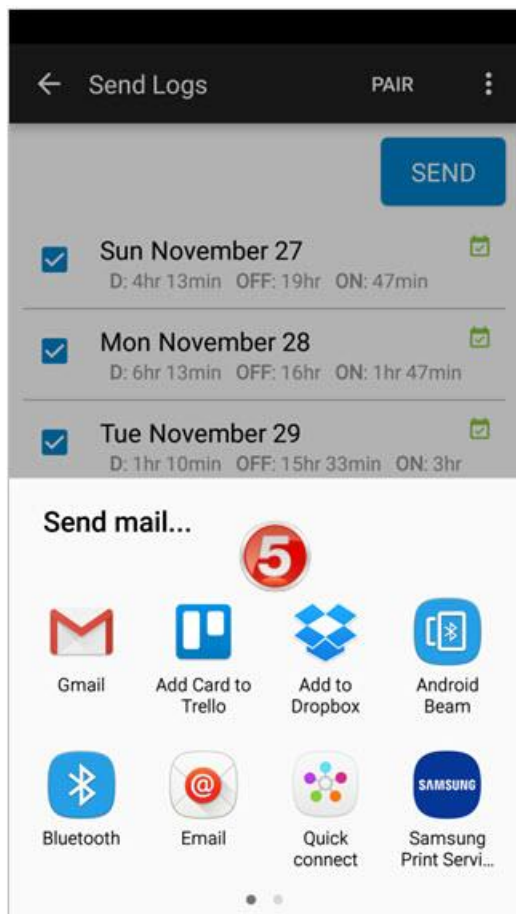 Send Logs PAIR
SEND
Sun November 27
D: 4hr 13min OFF: 19hr ON: 47min
Mon November 28
D: 6hr 13min OFF: 16hr ON: 1hr 47min
Tue November 29
D: 1hr 10min OFF: 15hr 33min ON: 3hr
Send mail...
5
Gmail
Add Card to
Trello
Add to
Dropbox
Android
Beam
Bluetooth
@
Email
Quick
connect
SAMSUNG
Samsung
Print Servi...